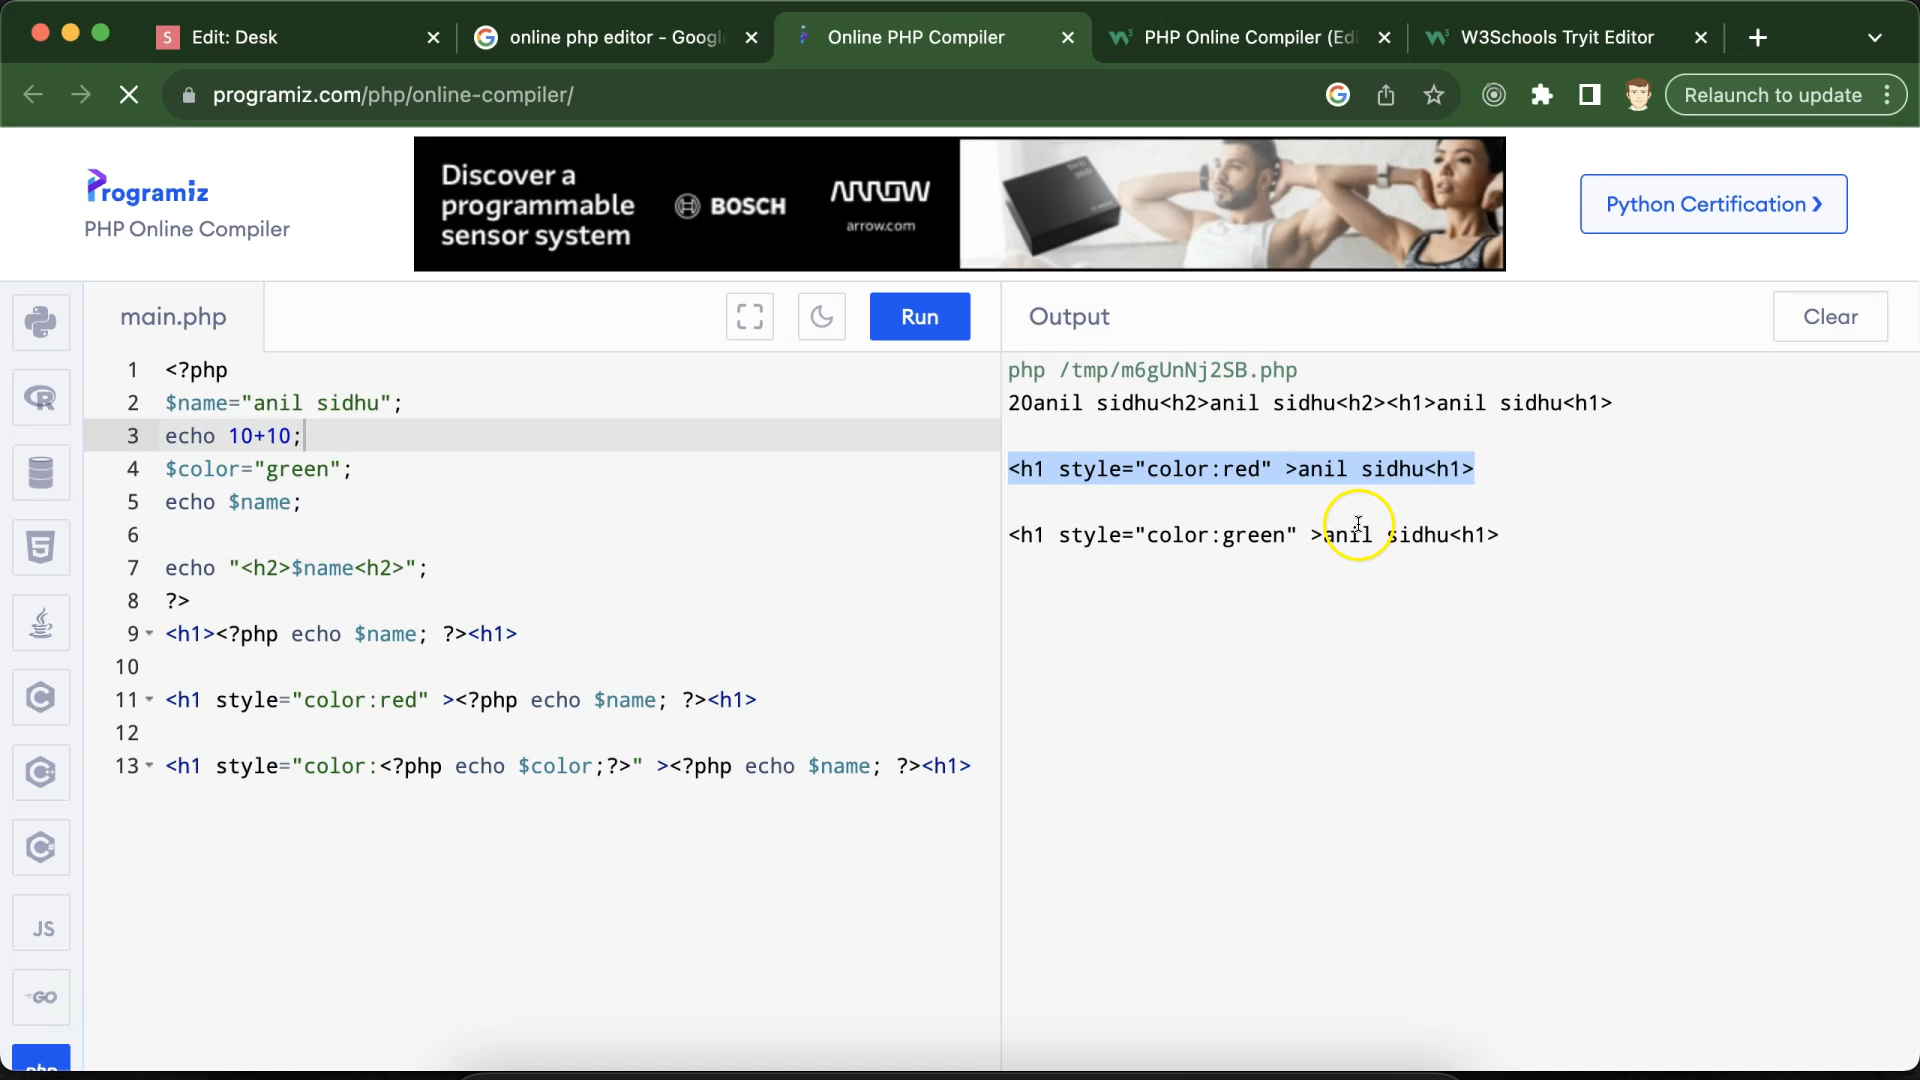 Edit: Desk
online php editor - Googl
Online PHP Compiler
PHP Online Compiler (Edi
W3Schools Tryit Editor
programiz.com/php/online-compiler/
Relaunch to update
Programiz
PHP Online Compiler
Discover a
programmable
sensor system
BOSCH
ARROW
arrow.com
Python Certification ❯
main.php
Run
Output
Clear
1 <?php
2 $name="anil sidhu";
3 echo 10+10;
4 $color="green";
5 echo $name;
6
7 echo "<h2>$name<h2>";
8 ?>
9 <h1><?php echo $name; ?><h1>
10
11 <h1 style="color:red" ><?php echo $name; ?><h1>
12
13 <h1 style="color:<?php echo $color;?>" ><?php echo $name; ?><h1>
php /tmp/m6gUnNj2SB.php
20anil sidhu<h2>anil sidhu<h2><h1>anil sidhu<h1>
<h1 style="color:red" >anil sidhu<h1>
<h1 style="color:green" >anil sidhu<h1>
R
5
C
C
C
JS
GO
php